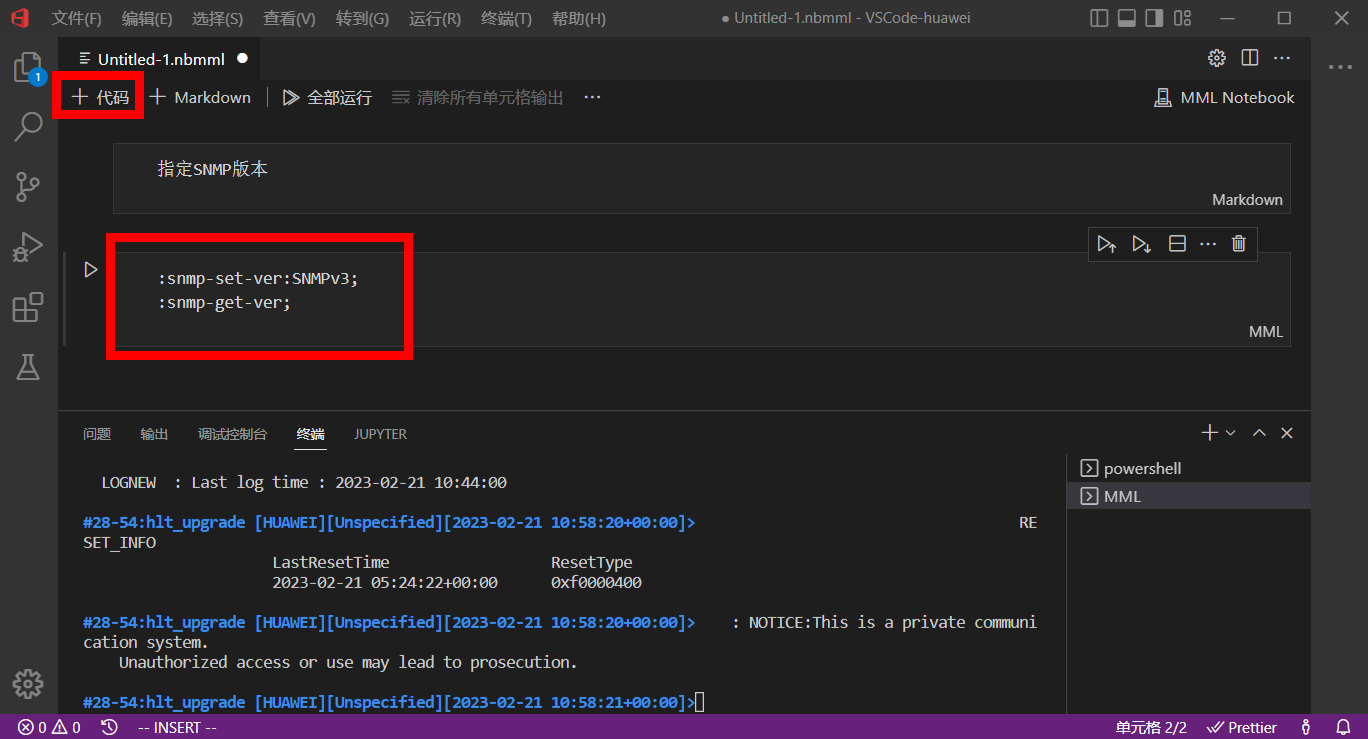 文件(F) 编辑(E) 选择(S) 查看(V) 转到(G) 运行(R) 终端(T) 帮助(H) ● Untitled-1.nbmml - VSCode-huawei
Untitled-1.nbmml ●
1
+ 代码 + Markdown 全部运行 清除所有单元格输出 ··· MML Notebook
指定SNMP版本
Markdown
:snmp-set-ver:SNMPv3;
:snmp-get-ver;
MML
问题 输出 调试控制台 终端 JUPYTER
LOGNEW : Last log time : 2023-02-21 10:44:00
powershell
MML
#28-54:hlt_upgrade [HUAWEI][Unspecified][2023-02-21 10:58:20+00:00]> RE
SET_INFO
LastResetTime ResetType
2023-02-21 05:24:22+00:00 0xf0000400
#28-54:hlt_upgrade [HUAWEI][Unspecified][2023-02-21 10:58:20+00:00]> : NOTICE:This is a private communi
cation system.
Unauthorized access or use may lead to prosecution.
#28-54:hlt_upgrade [HUAWEI][Unspecified][2023-02-21 10:58:21+00:00]>
0 0 -- INSERT -- 单元格 2/2 Prettier